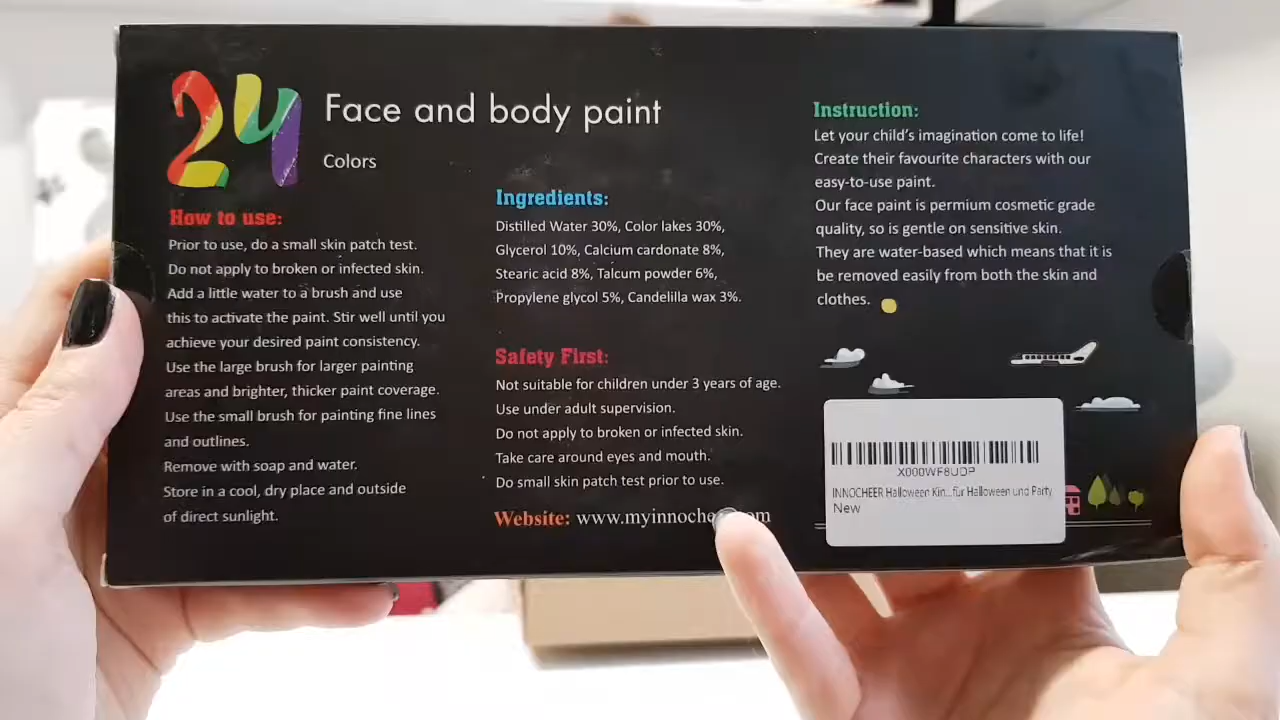 24
Face and body paint
Colors
How to use:
Prior to use, do a small skin patch test.
Do not apply to broken or infected skin.
Add a little water to a brush and use
this to activate the paint. Stir well until you
achieve your desired paint consistency.
Use the large brush for larger painting
areas and brighter, thicker paint coverage.
Use the small brush for painting fine lines
and outlines.
Remove with soap and water.
Store in a cool, dry place and outside
of direct sunlight.
Ingredients:
Distilled Water 30%, Color lakes 30%,
Glycerol 10%, Calcium cardonate 8%,
Stearic acid 8%, Talcum powder 6%,
Propylene glycol 5%, Candelilla wax 3%.
Safety First:
Not suitable for children under 3 years of age.
Use under adult supervision.
Do not apply to broken or infected skin.
Take care around eyes and mouth.
Do small skin patch test prior to use.
Website:
Instruction:
Let your child's imagination come to life!
Create their favourite characters with our
easy-to-use paint.
Our face paint is permium cosmetic grade
quality, so is gentle on sensitive skin.
They are water-based which means that it is
be removed easily from both the skin and
clothes.
X000WF8UDP
INNOCHEER Halloween Kin...für Halloween und Party
New